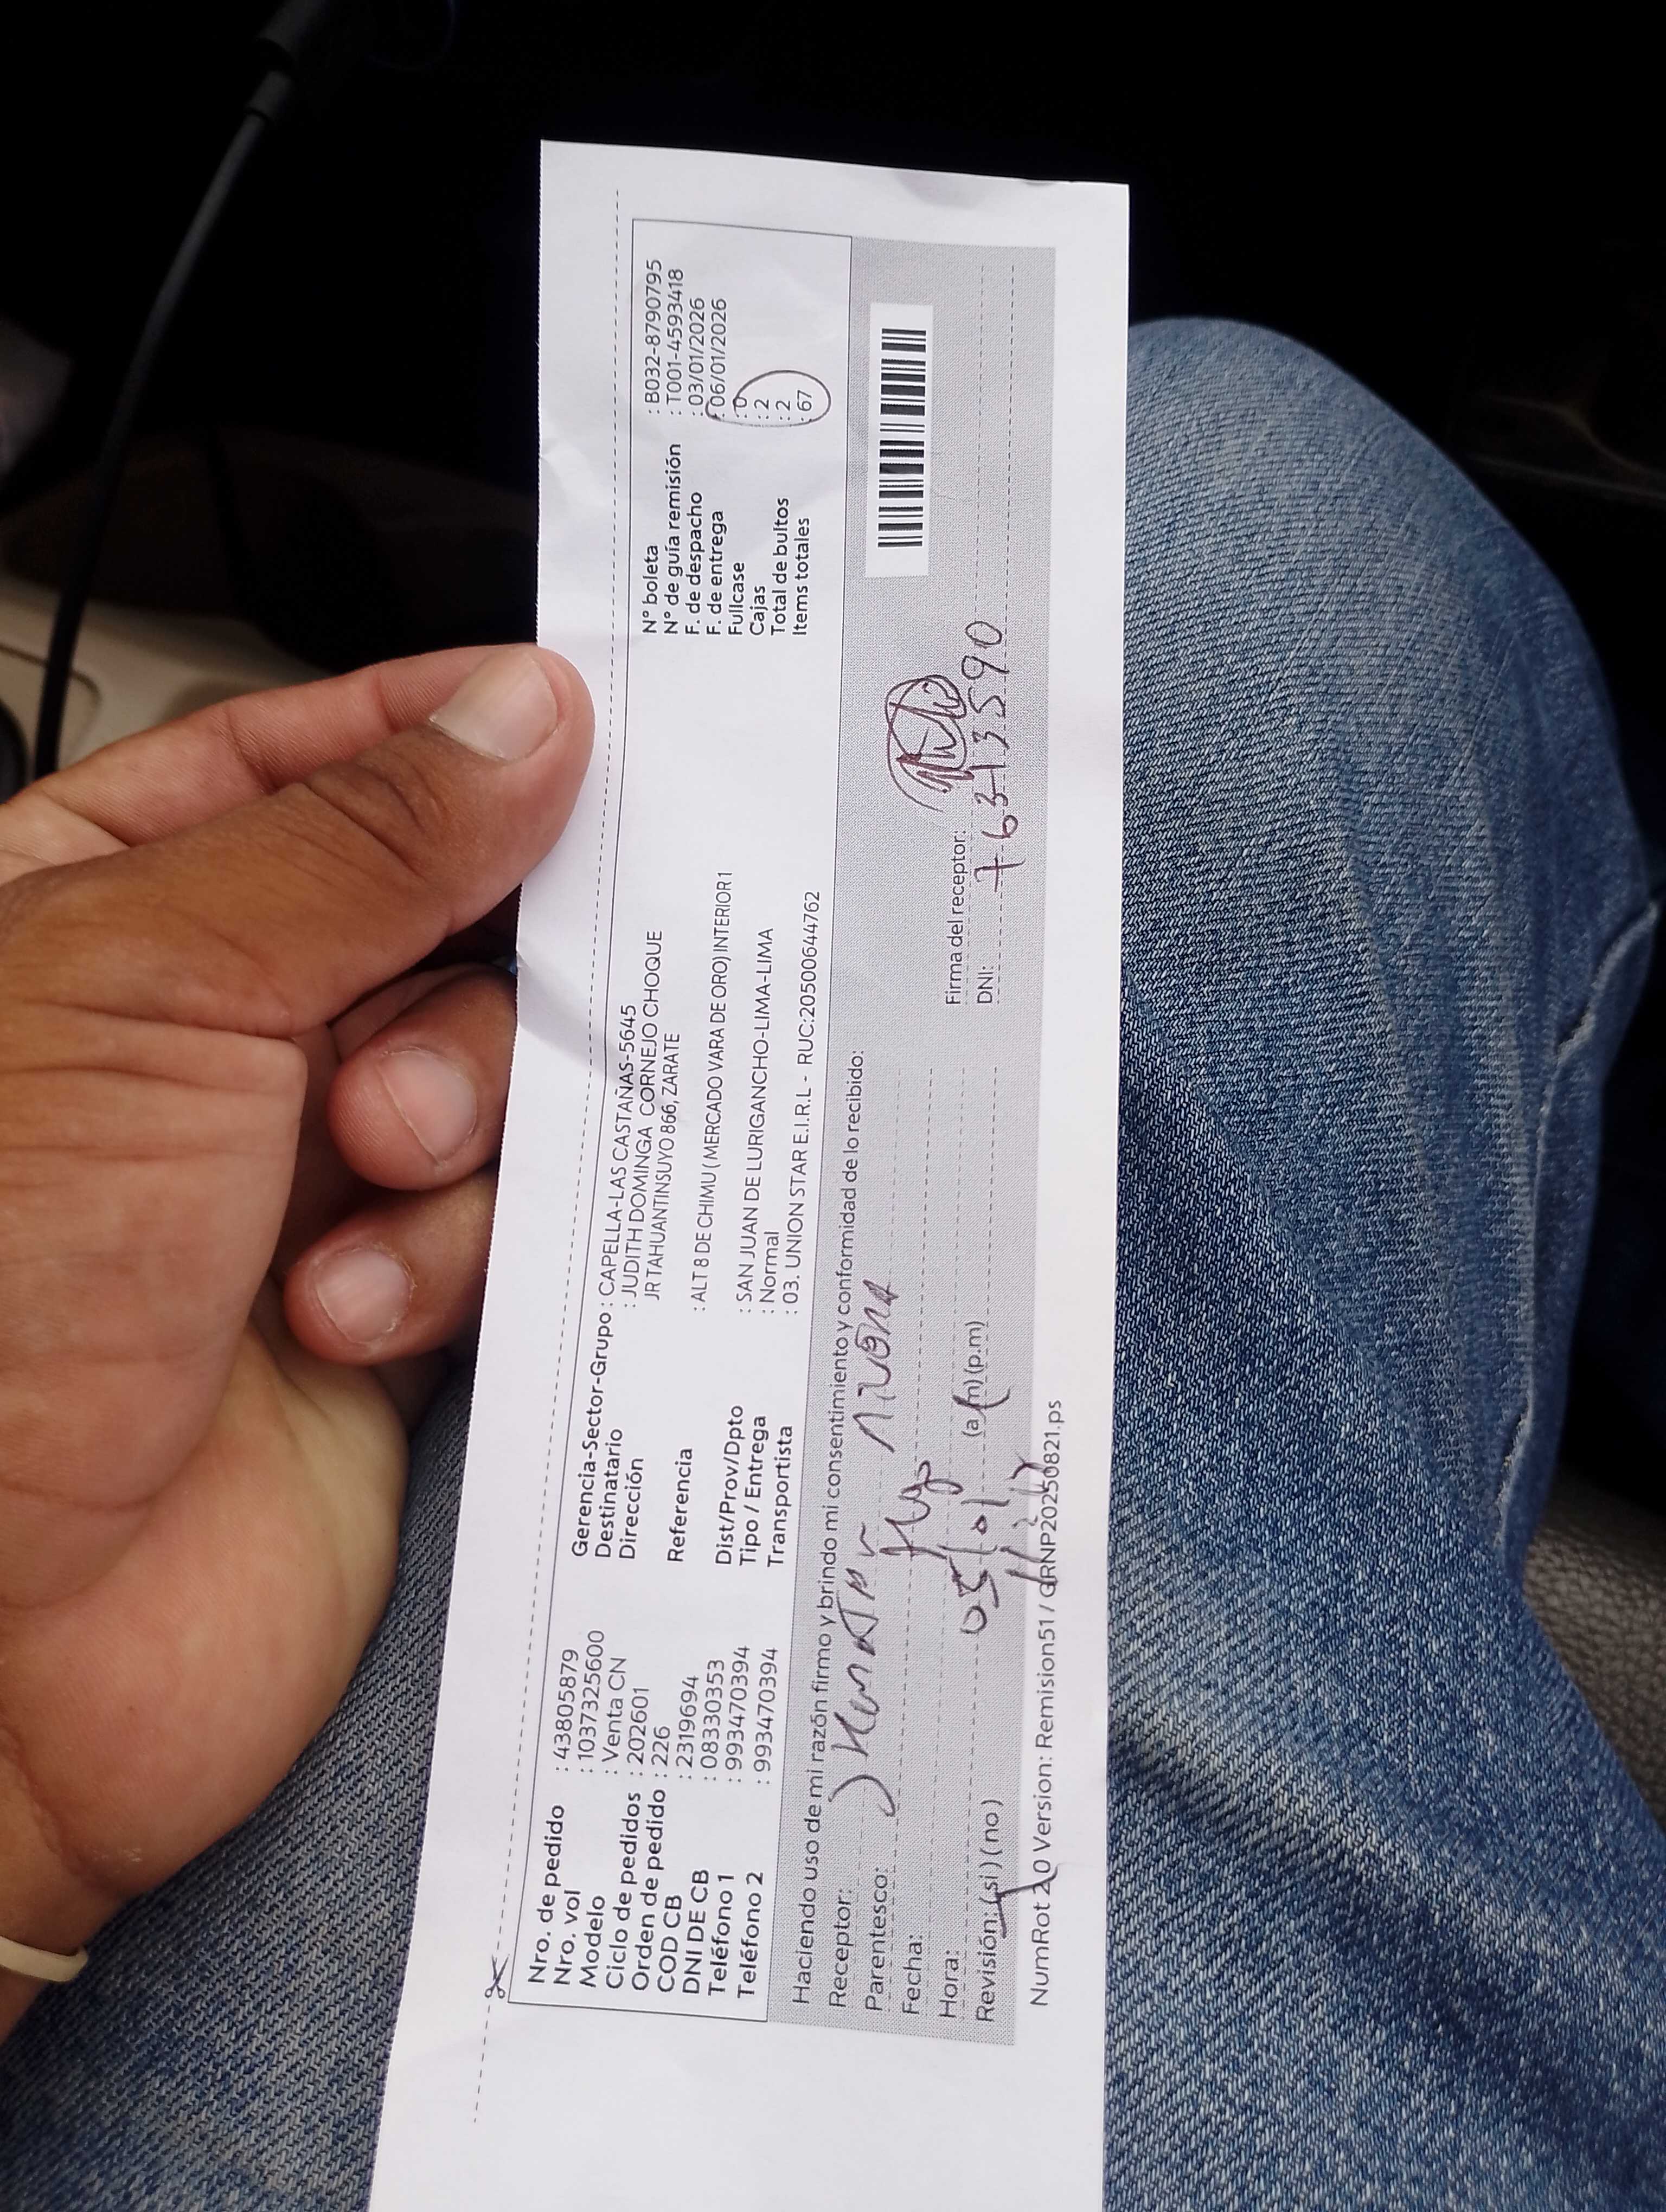 Nro. de pedido : 43805879
Nro. vol : 1037325600
Modelo : Venta CN
Ciclo de pedidos : 202601
Orden de pedido : 226
COD CB : 2319694
DNI DE CB : 08330353
Teléfono 1 : 993470394
Teléfono 2 : 993470394
Gerencia-Sector-Grupo : CAPELLA-LAS CASTAÑAS-5645
Destinatario : JUDITH DOMINGA CORNEJO CHOQUE
Dirección JR TAHUANTINSUYO 866, ZARATE
Referencia : ALT 8 DE CHIMU (MERCADO VARA DE ORO) INTERIOR 1
Dist/Prov/Dpto : SAN JUAN DE LURIGANCHO-LIMA-LIMA
Tipo / Entrega : Normal
Transportista : 03. UNION STAR E.I.R.L - RUC:20500644762
N° boleta : B032-8790795
N° de guía remisión : T001-4593418
F. de despacho : 03/01/2026
F. de entrega : 06/01/2026
Fullcase : 0
Cajas : 2
Total de bultos : 2
Items totales : 67
Haciendo uso de mi razón firmo y brindo mi consentimiento y conformidad de lo recibido:
Receptor:
Parentesco:
Fecha: 05/01
Hora: (a.m) (p.m)
Revisión: (si) (no)
Firma del receptor:
DNI: 76313590
NumRot 2.0 Version: Remision51 / GRNP20250821.ps